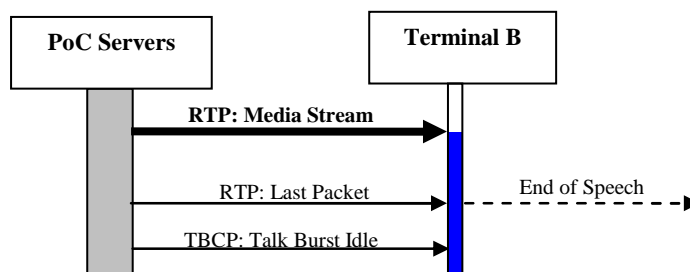 PoC Servers
Terminal B
RTP: Media Stream
RTP: Last Packet
End of Speech
TBCP: Talk Burst Idle